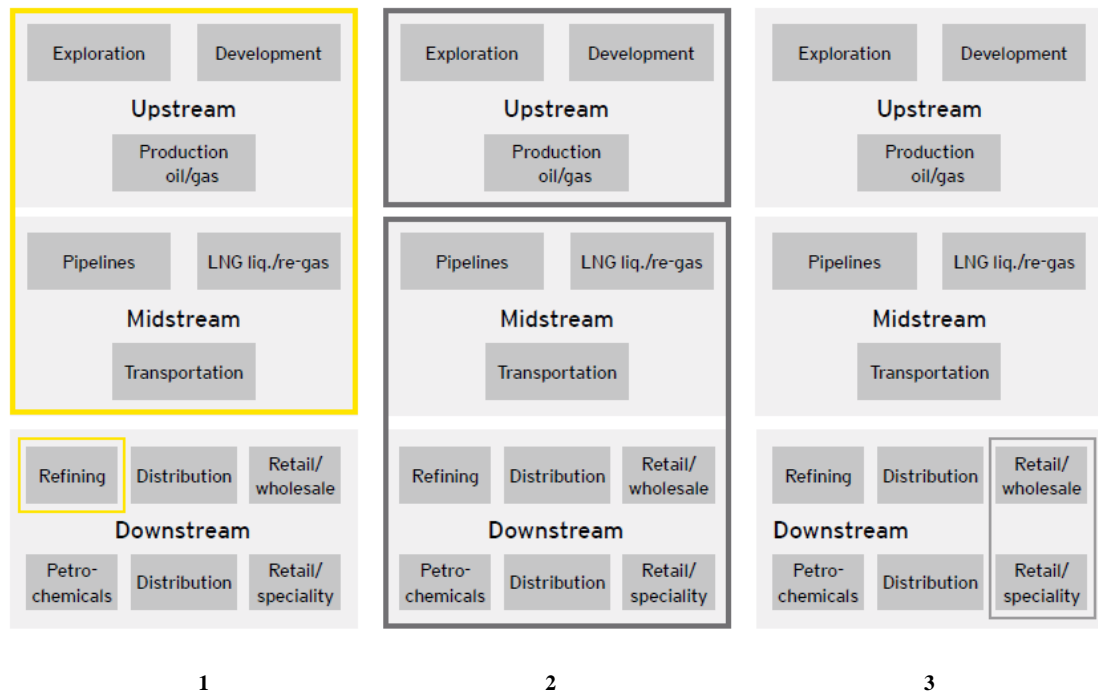 Exploration
Development
Upstream
Production
oil/gas
Pipelines
LNG liq./re-gas
Midstream
Transportation
Refining
Distribution
Retail/
wholesale
Downstream
Petro-
chemicals
Distribution
Retail/
speciality
1
Exploration
Development
Upstream
Production
oil/gas
Pipelines
LNG liq./re-gas
Midstream
Transportation
Refining
Distribution
Retail/
wholesale
Downstream
Petro-
chemicals
Distribution
Retail/
speciality
2
Exploration
Development
Upstream
Production
oil/gas
Pipelines
LNG liq./re-gas
Midstream
Transportation
Refining
Distribution
Retail/
wholesale
Downstream
Petro-
chemicals
Distribution
Retail/
speciality
3